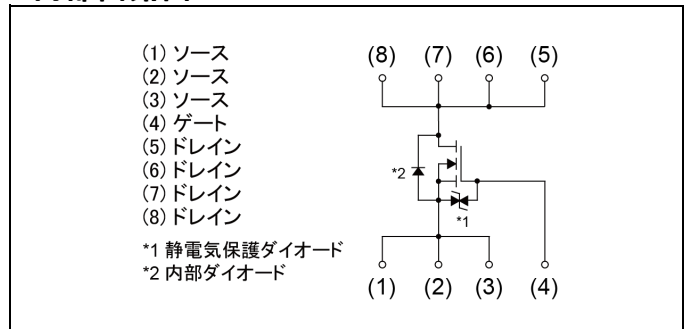 (1) ソース
(2) ソース
(3) ソース
(4) ゲート
(5) ドレイン
(6) ドレイン
(7) ドレイン
(8) ドレイン
*1 静電気保護ダイオード
*2 内部ダイオード
(8) (7) (6) (5)
*2
*1
(1) (2) (3) (4)